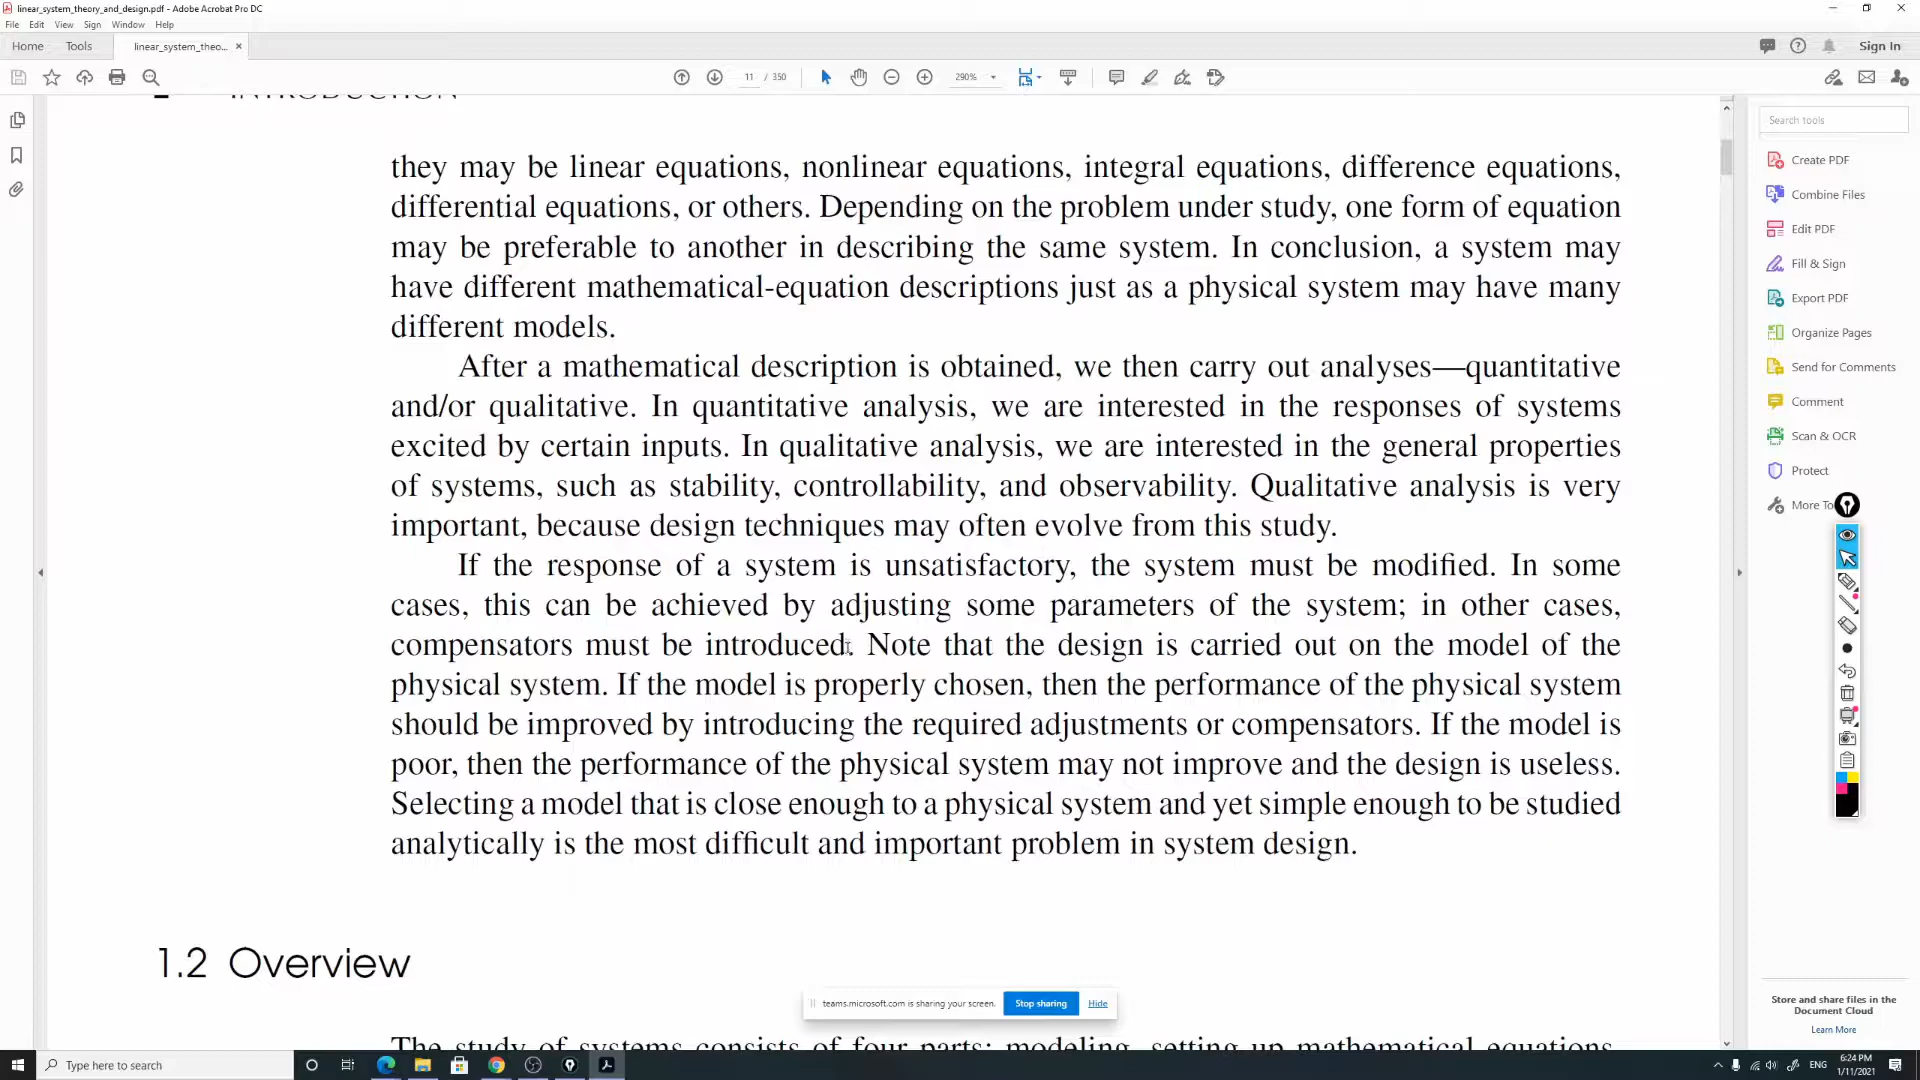 linear_system_theory_and_design.pdf - Adobe Acrobat Pro DC
File Edit View Sign Window Help
Home Tools linear_system_theo... × Sign In
11 / 350 290%
INTRODUCTION
Search tools
they may be linear equations, nonlinear equations, integral equations, difference equations,
differential equations, or others. Depending on the problem under study, one form of equation
may be preferable to another in describing the same system. In conclusion, a system may
have different mathematical-equation descriptions just as a physical system may have many
different models.
After a mathematical description is obtained, we then carry out analyses—quantitative
and/or qualitative. In quantitative analysis, we are interested in the responses of systems
excited by certain inputs. In qualitative analysis, we are interested in the general properties
of systems, such as stability, controllability, and observability. Qualitative analysis is very
important, because design techniques may often evolve from this study.
If the response of a system is unsatisfactory, the system must be modified. In some
cases, this can be achieved by adjusting some parameters of the system; in other cases,
compensators must be introduced. Note that the design is carried out on the model of the
physical system. If the model is properly chosen, then the performance of the physical system
should be improved by introducing the required adjustments or compensators. If the model is
poor, then the performance of the physical system may not improve and the design is useless.
Selecting a model that is close enough to a physical system and yet simple enough to be studied
analytically is the most difficult and important problem in system design.
1.2 Overview
The study of systems consists of four parts: modeling, setting up mathematical equations,
Create PDF
Combine Files
Edit PDF
Fill & Sign
Export PDF
Organize Pages
Send for Comments
Comment
Scan & OCR
Protect
More To
Store and share files in the
Document Cloud
Learn More
teams.microsoft.com is sharing your screen. Stop sharing Hide
Type here to search
ENG
6:24 PM
1/11/2021